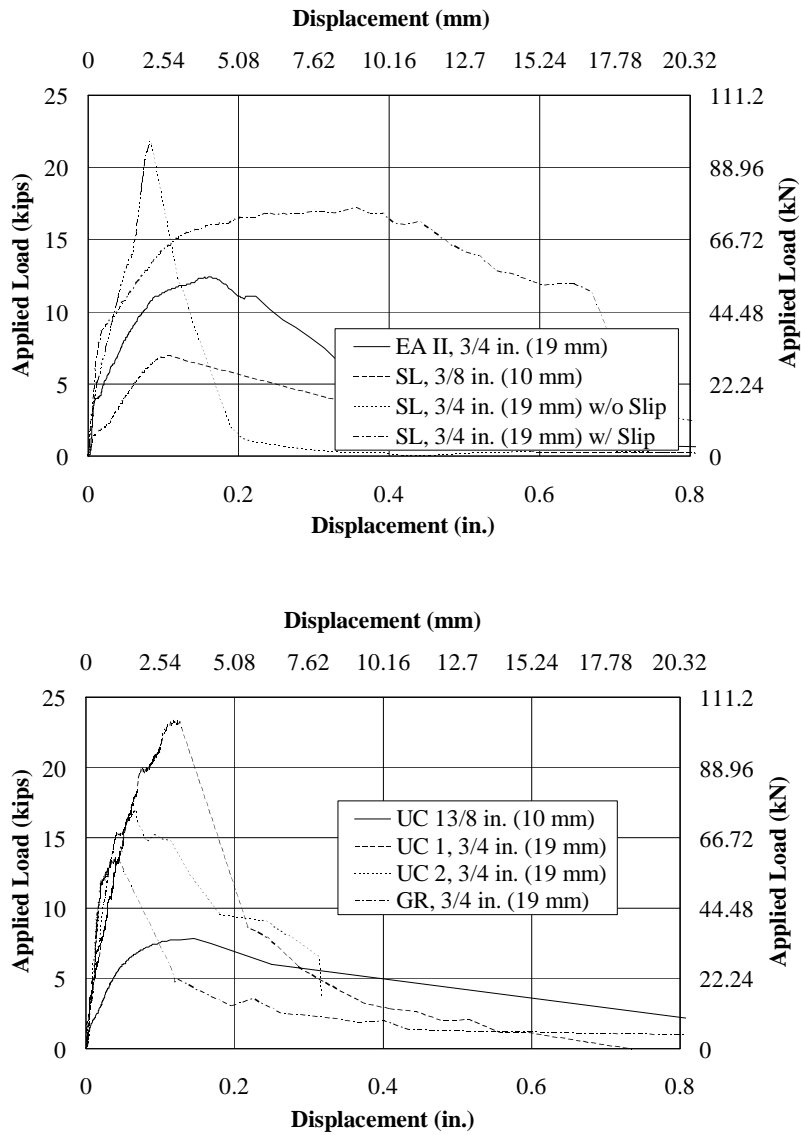 Displacement (mm)
0 2.54 5.08 7.62 10.16 12.7 15.24 17.78 20.32
25 111.2
20 88.96
15 66.72
10 44.48
5 22.24
0 0
Applied Load (kips)
Applied Load (kN)
EA II, 3/4 in. (19 mm)
SL, 3/8 in. (10 mm)
SL, 3/4 in. (19 mm) w/o Slip
SL, 3/4 in. (19 mm) w/ Slip
0 0.2 0.4 0.6 0.8
Displacement (in.)
Displacement (mm)
0 2.54 5.08 7.62 10.16 12.7 15.24 17.78 20.32
25 111.2
20 88.96
15 66.72
10 44.48
5 22.24
0 0
Applied Load (kips)
Applied Load (kN)
UC 13/8 in. (10 mm)
UC 1, 3/4 in. (19 mm)
UC 2, 3/4 in. (19 mm)
GR, 3/4 in. (19 mm)
0 0.2 0.4 0.6 0.8
Displacement (in.)